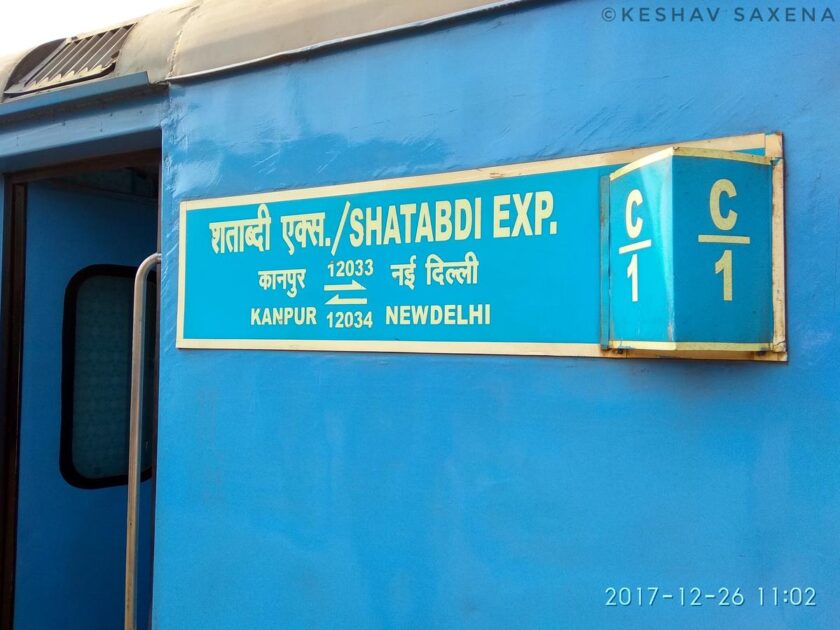 ©KESHAV SAXENA
शताब्दी एक्स./SHATABDI EXP.
कानपुर 12033 नई दिल्ली
KANPUR 12034 NEWDELHI
C
1
C
1
2017-12-26 11:02